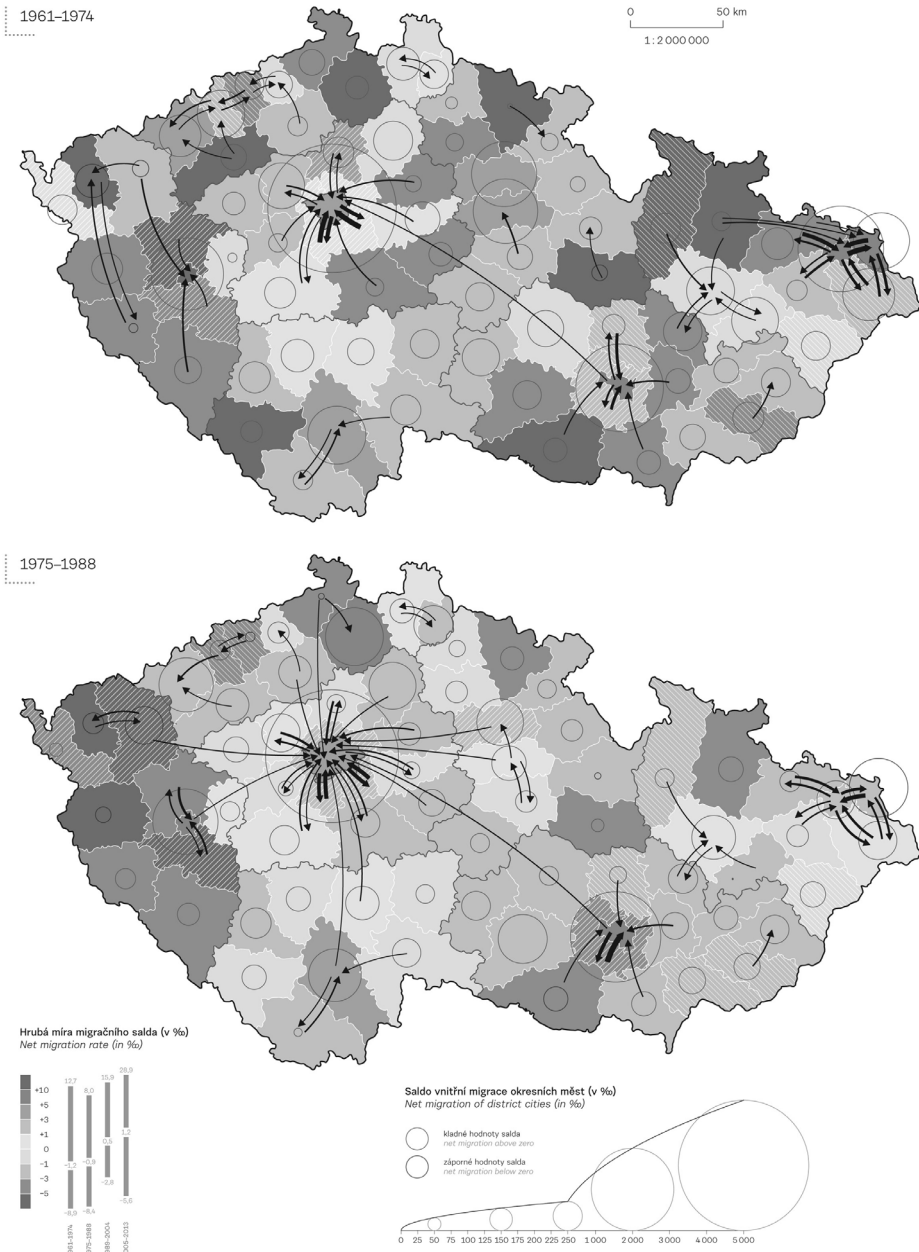 1961–1974
0 50 km
1 : 2 000 000
1975–1988
Hrubá míra migračního salda (v ‰)
Net migration rate (in ‰)
+10
+5
+3
+1
0
−1
−3
−5
12,7
8,0
15,9
28,9
−1,2
−0,9
0,5
1,2
−8,9
−8,4
−2,8
−5,6
1961–1974
1975–1988
1989–2004
2005–2013
Saldo vnitřní migrace okresních měst (v ‰)
Net migration of district cities (in ‰)
kladné hodnoty salda
net migration above zero
záporné hodnoty salda
net migration below zero
0 25 50 75 100 125 150 175 200 225 250 1 000 2 000 3 000 4 000 5 000